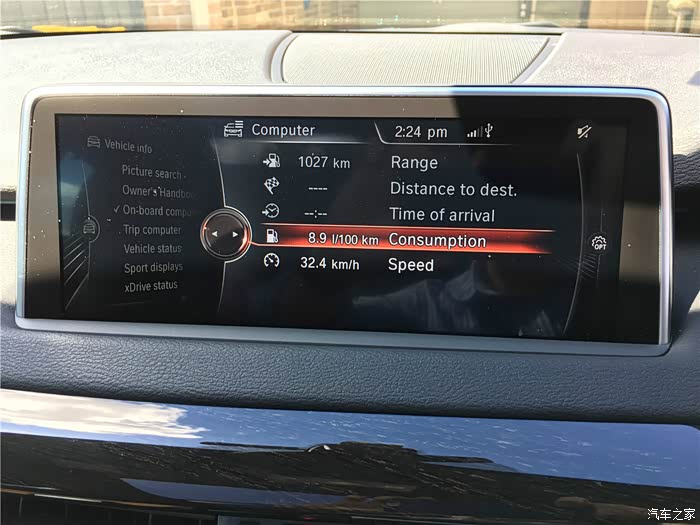 Computer
2:24 pm
Vehicle info
Picture search
Owner's Handboo
✓ On-board compu
Trip computer
Vehicle status
Sport displays
xDrive status
1027 km Range
---- Distance to dest.
--:-- Time of arrival
8.9 l/100 km Consumption
32.4 km/h Speed
OPT
汽车之家